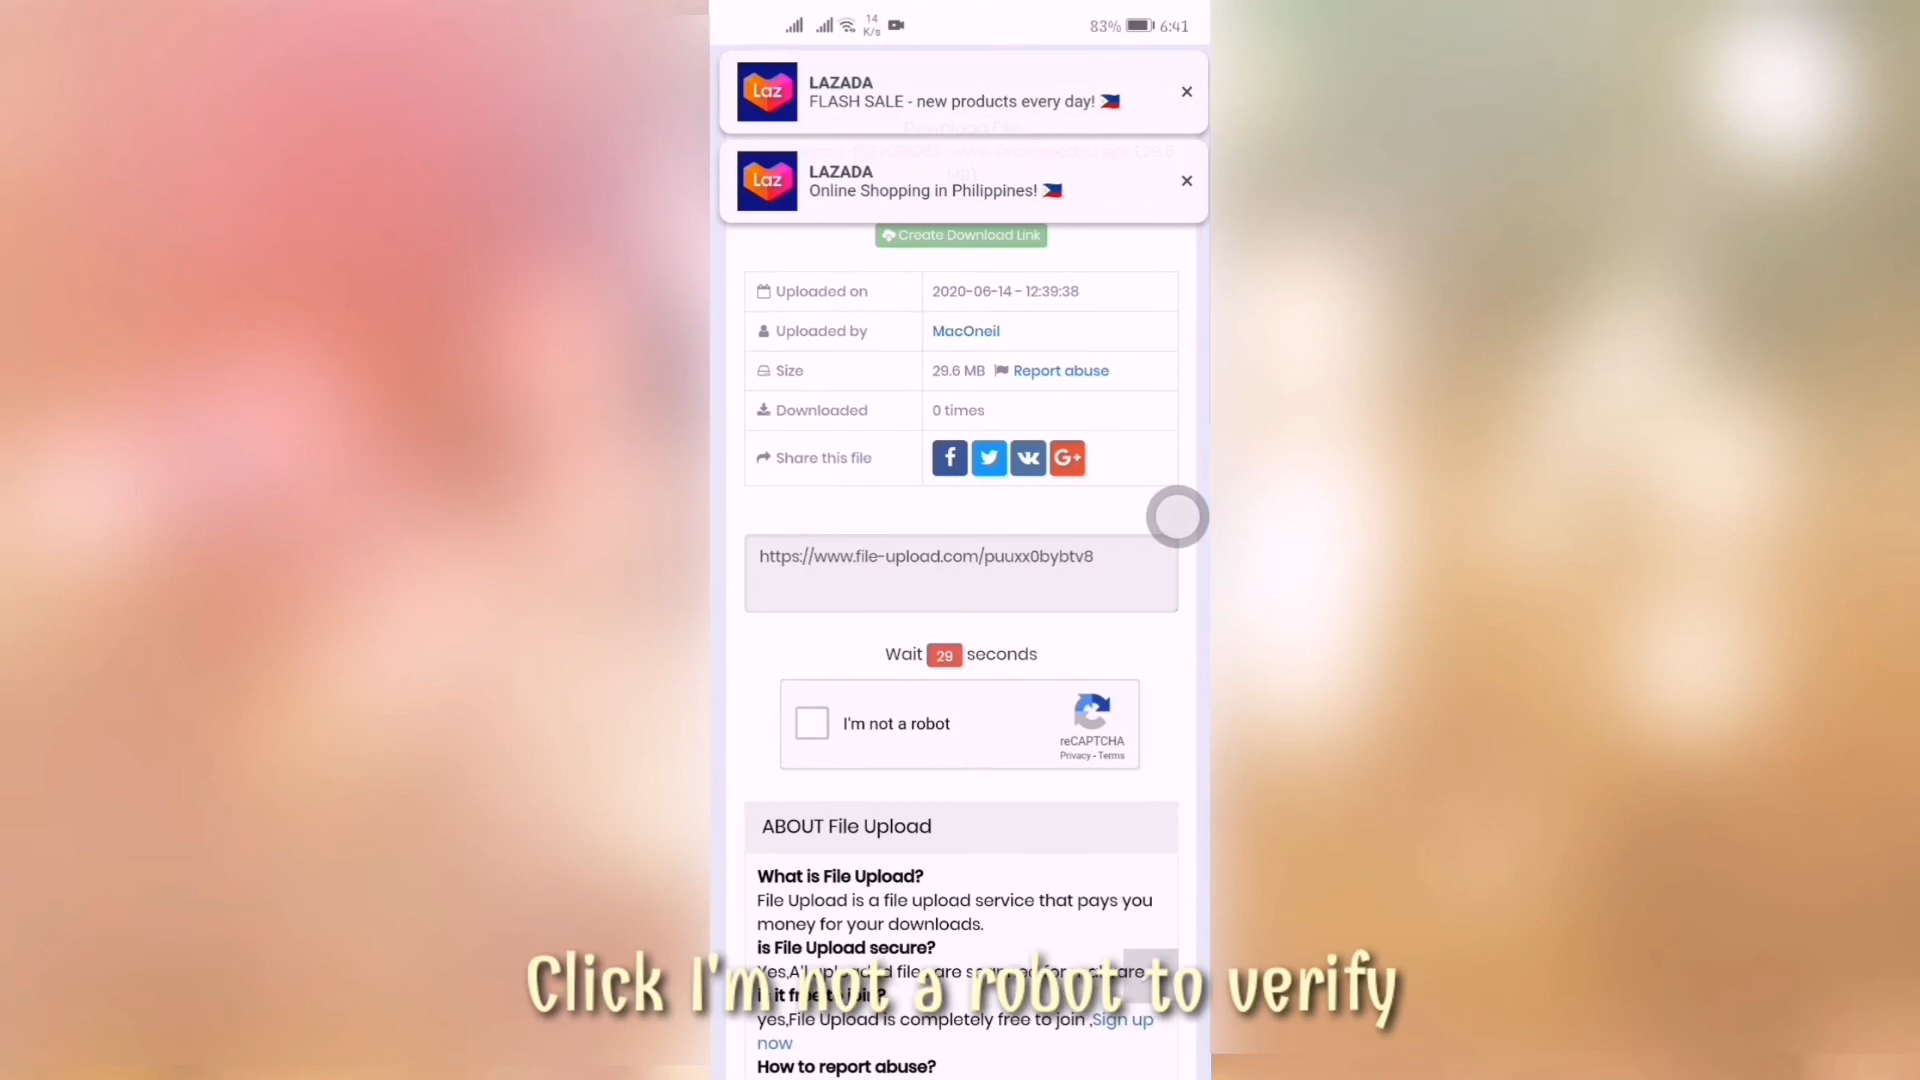 14
K/s
83%
6:41
Laz
LAZADA
FLASH SALE - new products every day! 🇵🇭
×
Download File
Laz
LAZADA
Online Shopping in Philippines! 🇵🇭
×
Create Download Link
Uploaded on
2020-06-14 - 12:39:38
Uploaded by
MacOneil
Size
29.6 MB Report abuse
Downloaded
0 times
Share this file
f
G+
https://www.file-upload.com/puuxx0bybtv8
Wait 29 seconds
I'm not a robot
reCAPTCHA
Privacy - Terms
ABOUT File Upload
What is File Upload?
File Upload is a file upload service that pays you
money for your downloads.
is File Upload secure?
Click I'm not a robot to verify
yes,File Upload is completely free to join ,Sign up
now
How to report abuse?